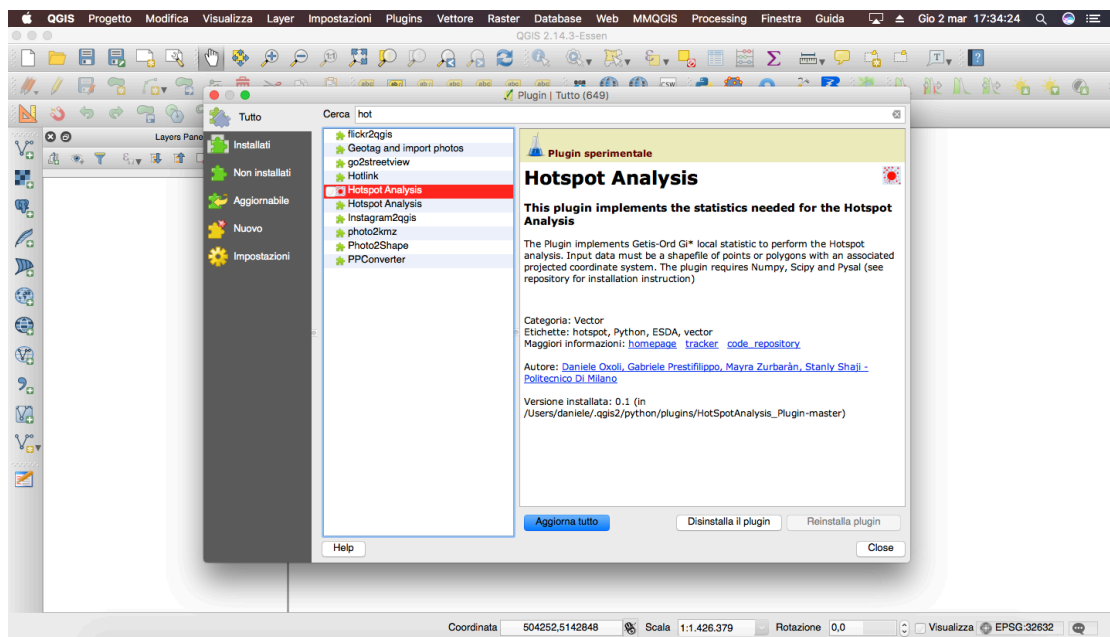 QGIS Progetto Modifica Visualizza Layer Impostazioni Plugins Vettore Raster Database Web MMQGIS Processing Finestra Guida Gio 2 mar 17:34:24
QGIS 2.14.3-Essen
Plugin | Tutto (649)
Layers Pane
Tutto
Installati
Non installati
Aggiornabile
Nuovo
Impostazioni
Cerca hot
flickr2qgis
Geotag and import photos
go2streetview
Hotlink
Hotspot Analysis
Hotspot Analysis
Instagram2qgis
photo2kmz
Photo2Shape
PPConverter
Plugin sperimentale
Hotspot Analysis
This plugin implements the statistics needed for the Hotspot
Analysis
The Plugin implements Getis-Ord Gi* local statistic to perform the Hotspot
analysis. Input data must be a shapefile of points or polygons with an associated
projected coordinate system. The plugin requires Numpy, Scipy and Pysal (see
repository for installation instruction)
Categoria: Vector
Etichette: hotspot, Python, ESDA, vector
Maggiori informazioni: homepage tracker code_repository
Autore: Daniele Oxoli, Gabriele Prestifilippo, Mayra Zurbaràn, Stanly Shaji -
Politecnico Di Milano
Versione installata: 0.1 (in
/Users/daniele/.qgis2/python/plugins/HotSpotAnalysis_Plugin-master)
Aggiorna tutto
Disinstalla il plugin
Reinstalla plugin
Help
Close
Coordinata 504252,5142848 Scala 1:1.426.379 Rotazione 0,0 Visualizza EPSG:32632